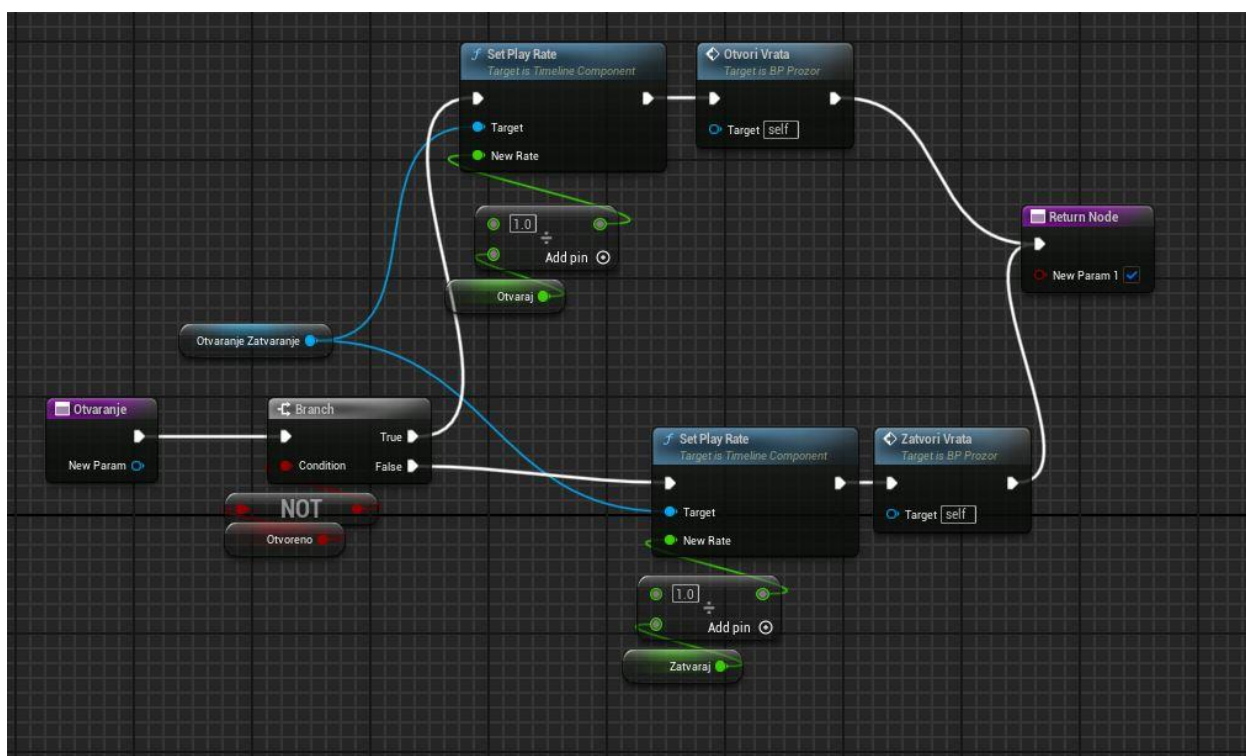 Set Play Rate
Target is Timeline Component
Target
New Rate
Otvori Vrata
Target is BP Prozor
Target self
1.0
÷
Add pin
Otvaraj
Return Node
New Param 1
Otvaranje Zatvaranje
Otvaranje
New Param
Branch
True
Condition False
NOT
Otvoreno
Set Play Rate
Target is Timeline Component
Target
New Rate
Zatvori Vrata
Target is BP Prozor
Target self
1.0
÷
Add pin
Zatvaraj